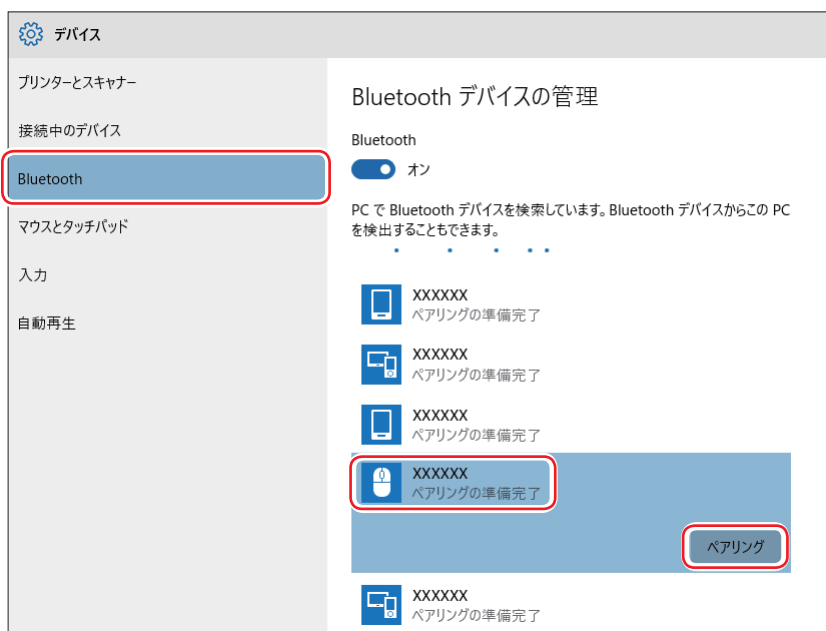 デバイス
プリンターとスキャナー
接続中のデバイス
Bluetooth
マウスとタッチパッド
入力
自動再生
Bluetooth デバイスの管理
Bluetooth
オン
PC で Bluetooth デバイスを検索しています。Bluetooth デバイスからこの PC
を検出することもできます。
XXXXXX
ペアリングの準備完了
XXXXXX
ペアリングの準備完了
XXXXXX
ペアリングの準備完了
XXXXXX
ペアリングの準備完了
ペアリング
XXXXXX
ペアリングの準備完了